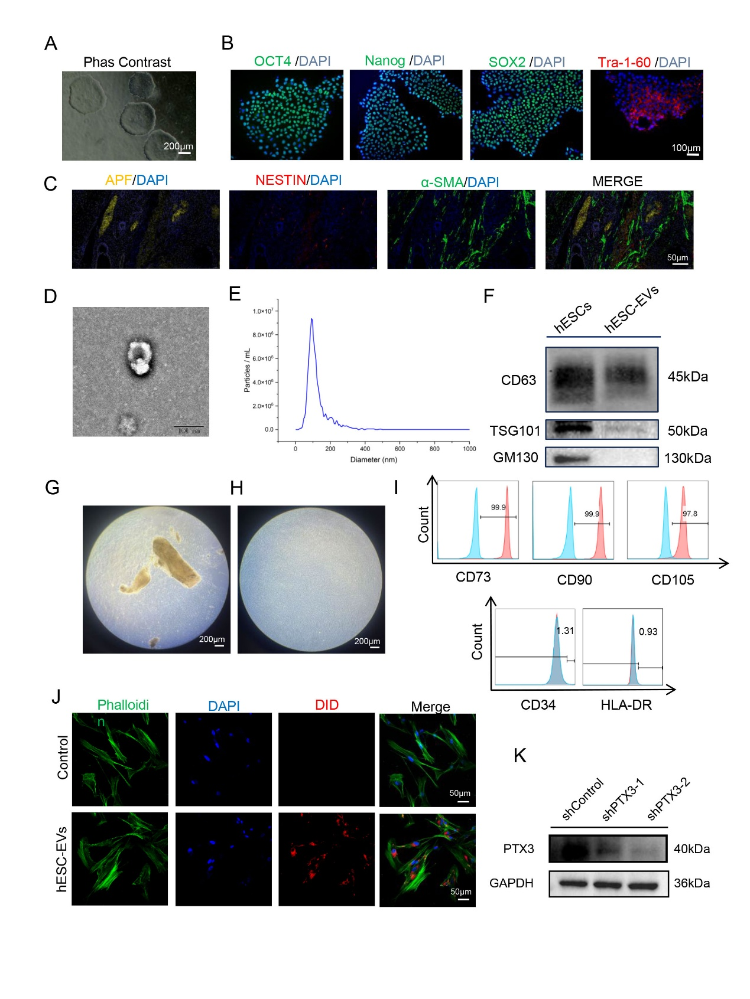 A
Phas Contrast
200μm
B
OCT4 /DAPI
Nanog /DAPI
SOX2 /DAPI
Tra-1-60 /DAPI
100μm
C
APF/DAPI
NESTIN/DAPI
α-SMA/DAPI
MERGE
50μm
D
100 nm
E
Particles / mL
1.0×10⁷
8.0×10⁶
6.0×10⁶
4.0×10⁶
2.0×10⁶
0.0
0 200 400 600 800 1000
Diameter (nm)
F
hESCs
hESC-EVs
CD63
45kDa
TSG101
50kDa
GM130
130kDa
G
200μm
H
200μm
I
Count
99.9
99.9
97.8
CD73
CD90
CD105
Count
1.31
0.93
CD34
HLA-DR
J
Phalloidi
n
DAPI
DID
Merge
Control
50μm
hESC-EVs
50μm
K
shControl
shPTX3-1
shPTX3-2
PTX3
40kDa
GAPDH
36kDa